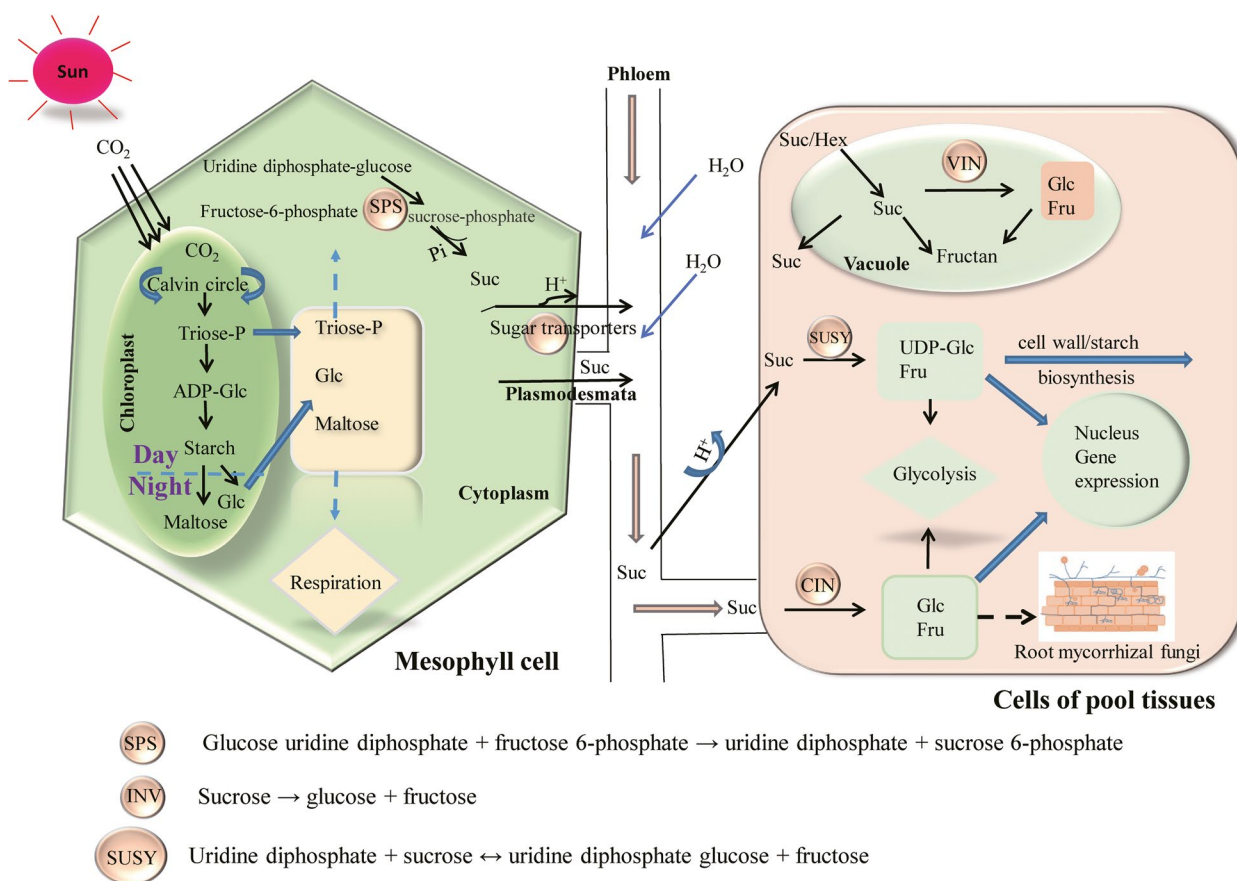 Sun
CO2
Uridine diphosphate-glucose
Fructose-6-phosphate
SPS
sucrose-phosphate
Pi
Suc
CO2
Calvin circle
Triose-P
ADP-Glc
Starch
Day
Night
Glc
Maltose
Chloroplast
Triose-P
Glc
Maltose
H+
Sugar transporters
Suc
Plasmodesmata
Cytoplasm
Respiration
Mesophyll cell
Phloem
H2O
H2O
H+
Suc
Suc
Suc/Hex
VIN
Glc
Fru
Suc
Suc
Vacuole
Fructan
Suc
SUSY
UDP-Glc
Fru
cell wall/starch
biosynthesis
Glycolysis
Nucleus
Gene
expression
CIN
Glc
Fru
Root mycorrhizal fungi
Cells of pool tissues
SPS
Glucose uridine diphosphate + fructose 6-phosphate → uridine diphosphate + sucrose 6-phosphate
INV
Sucrose → glucose + fructose
SUSY
Uridine diphosphate + sucrose ↔ uridine diphosphate glucose + fructose